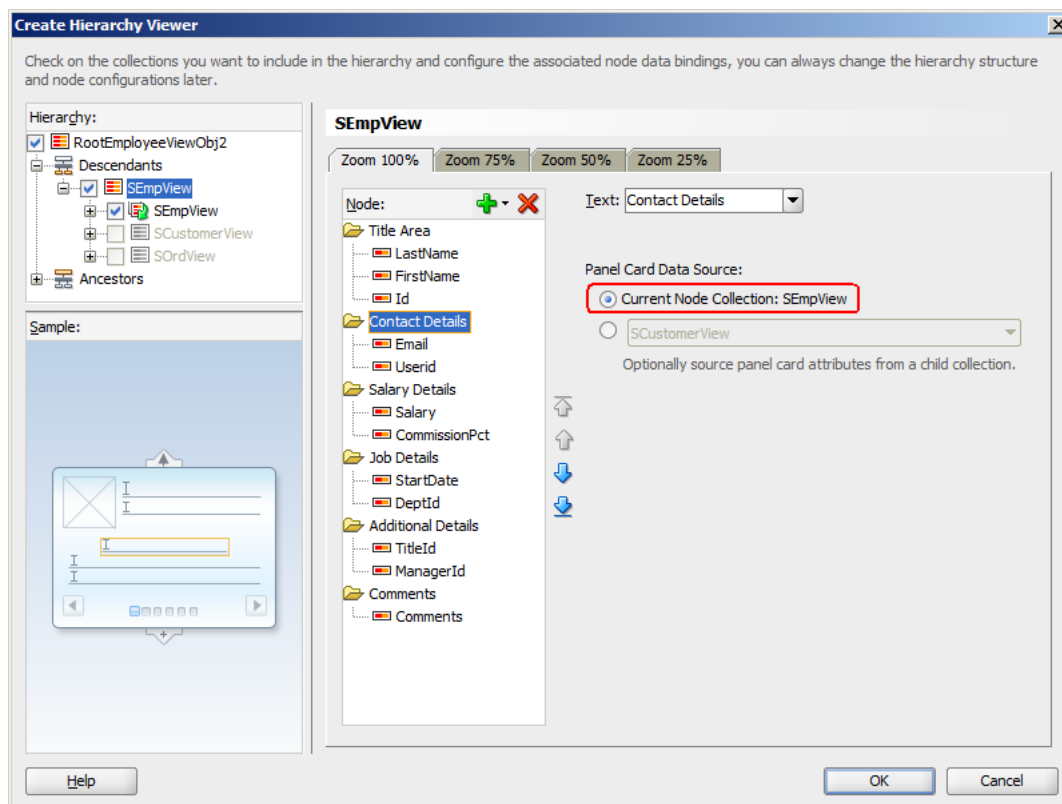 Create Hierarchy Viewer
Check on the collections you want to include in the hierarchy and configure the associated node data bindings, you can always change the hierarchy structure
and node configurations later.
Hierarchy:
RootEmployeeViewObj2
Descendants
SEmpView
SEmpView
SCustomerView
SOrdView
Ancestors
Sample:
SEmpView
Zoom 100% Zoom 75% Zoom 50% Zoom 25%
Node:
Title Area
LastName
FirstName
Id
Contact Details
Email
Userid
Salary Details
Salary
CommissionPct
Job Details
StartDate
DeptId
Additional Details
TitleId
ManagerId
Comments
Comments
Text: Contact Details
Panel Card Data Source:
Current Node Collection: SEmpView
SCustomerView
Optionally source panel card attributes from a child collection.
Help OK Cancel